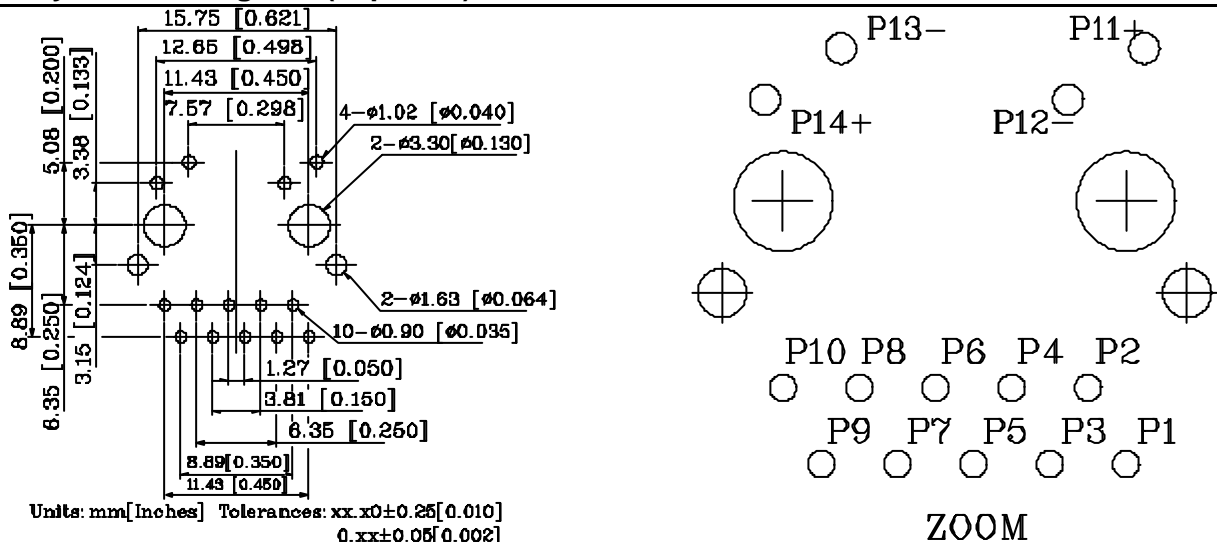 15.75 [0.621]
12.65 [0.498]
11.43 [0.450]
7.57 [0.298]
5.08 [0.200]
3.38 [0.133]
4-ø1.02 [ø0.040]
2-ø3.30[ø0.130]
8.89 [0.350]
6.35 [0.250]
3.15 [0.124]
2-ø1.63 [ø0.064]
10-ø0.90 [ø0.035]
1.27 [0.050]
3.81 [0.150]
6.35 [0.250]
8.89[0.350]
11.43 [0.450]
Units: mm[Inches] Tolerances: xx.x0±0.25[0.010]
0.xx±0.05[0.002]
P13- P11+
P14+ P12-
P10 P8 P6 P4 P2
P9 P7 P5 P3 P1
ZOOM